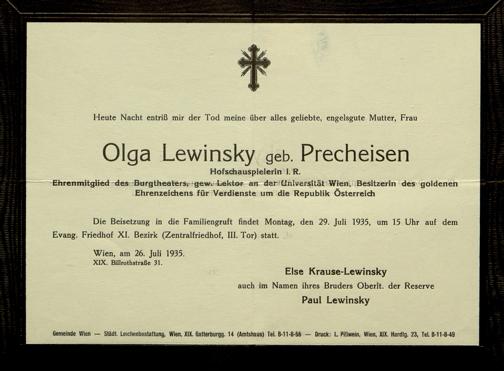 Heute Nacht entriß mir der Tod meine über alles geliebte, engelsgute Mutter, Frau
Olga Lewinsky geb. Precheisen
Hofschauspielerin i. R.
Ehrenmitglied des Burgtheaters, gew. Lektor an der Universität Wien, Besitzerin des goldenen
Ehrenzeichens für Verdienste um die Republik Österreich
Die Beisetzung in die Familiengruft findet Montag, den 29. Juli 1935, um 15 Uhr auf dem
Evang. Friedhof XI. Bezirk (Zentralfriedhof, III. Tor) statt.
Wien, am 26. Juli 1935.
XIX. Billrothstraße 31.
Else Krause-Lewinsky
auch im Namen ihres Bruders Oberlt. der Reserve
Paul Lewinsky
Gemeinde Wien — Städt. Leichenbestattung, Wien, XIX. Gatterburgg. 14 (Amtshaus) Tel. B-11-8-66 — Druck: L. Pillwein, Wien, XIX. Hardtg. 23, Tel. B-11-8-49